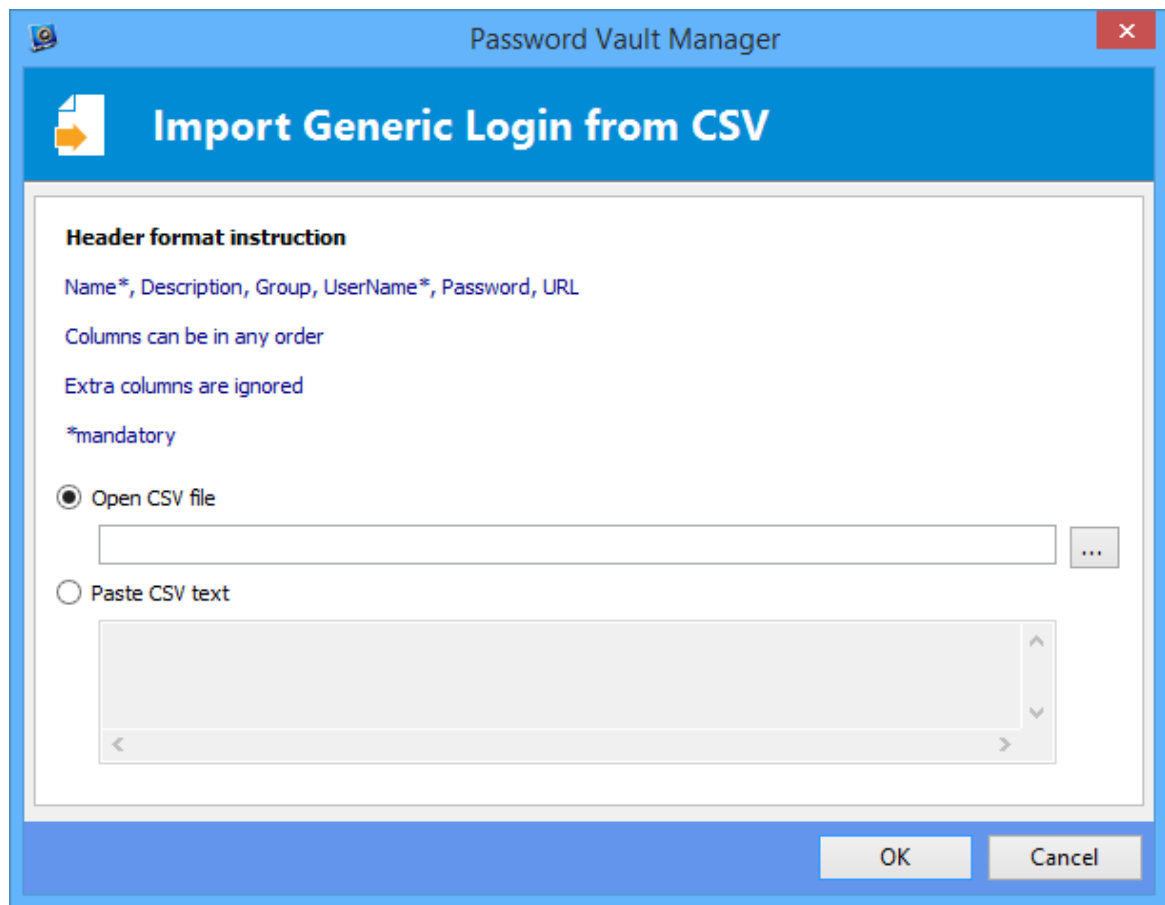 Password Vault Manager
Import Generic Login from CSV
Header format instruction
Name*, Description, Group, UserName*, Password, URL
Columns can be in any order
Extra columns are ignored
*mandatory
Open CSV file
...
Paste CSV text
OK
Cancel